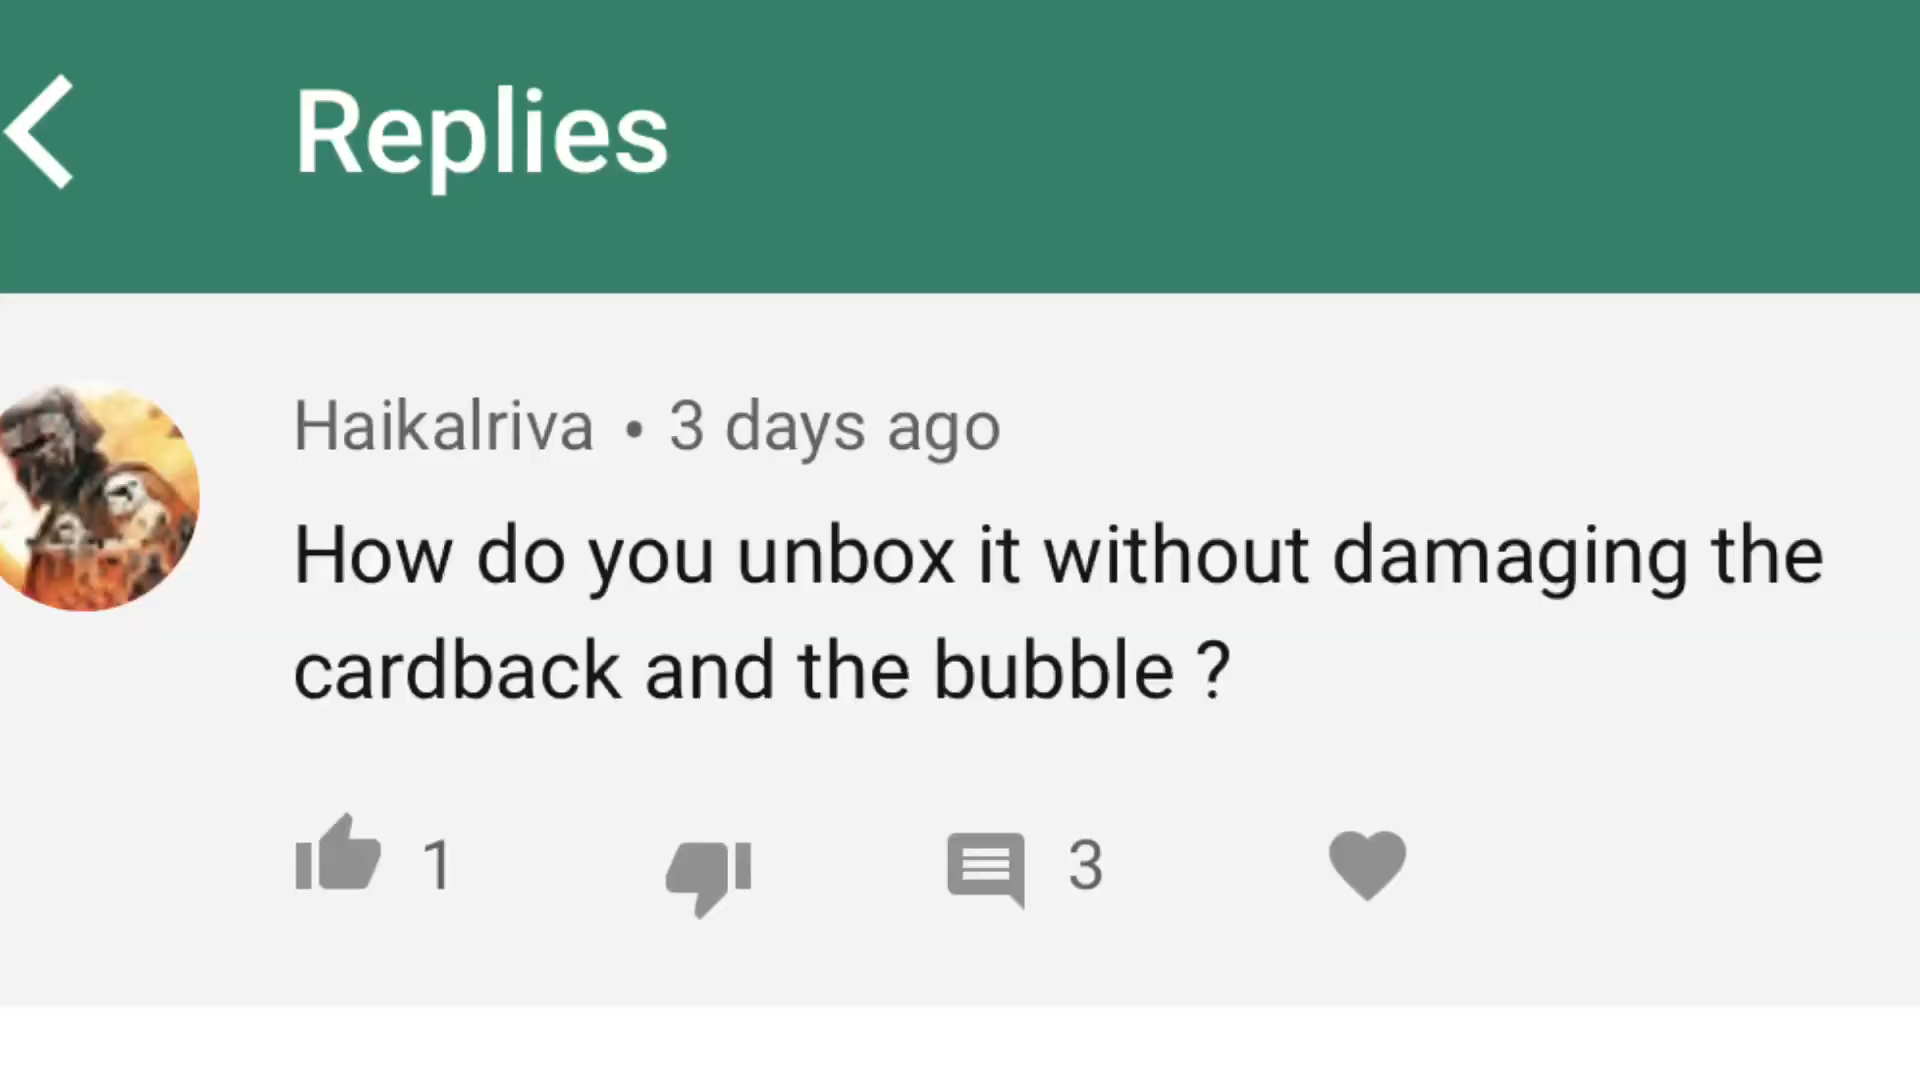 Replies
Haikalriva • 3 days ago
How do you unbox it without damaging the
cardback and the bubble ?
1 3